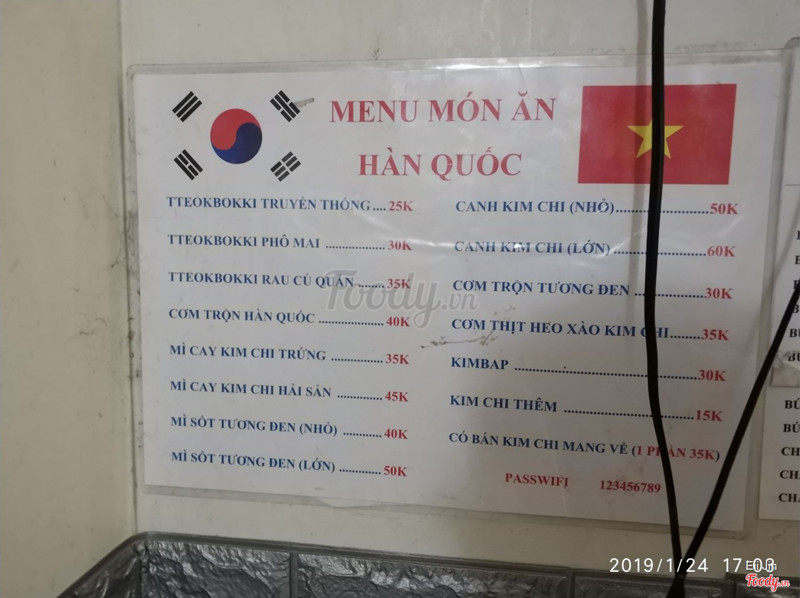 MENU MÓN ĂN
HÀN QUỐC
TTEOKBOKKI TRUYỀN THỐNG .... 25K
TTEOKBOKKI PHÔ MAI ............... 30K
TTEOKBOKKI RAU CỦ QUẢN ....... 35K
CƠM TRỘN HÀN QUỐC ................. 40K
MÌ CAY KIM CHI TRỨNG ............. 35K
MÌ CAY KIM CHI HẢI SẢN ............ 45K
MÌ SỐT TƯƠNG ĐEN (NHỎ) .......... 40K
MÌ SỐT TƯƠNG ĐEN (LỚN) ........... 50K
CANH KIM CHI (NHỎ)........................ 50K
CANH KIM CHI (LỚN) ........................ 60K
CƠM TRỘN TƯƠNG ĐEN .................. 30K
CƠM THỊT HEO XÀO KIM CHI ....... 35K
KIMBAP ............................................. 30K
KIM CHI THÊM ................................ 15K
CÓ BÁN KIM CHI MANG VỀ (1 PHẦN 35K)
PASSWIFI 123456789
Foody.vn
2019/1/24 17:03
Foody.vn